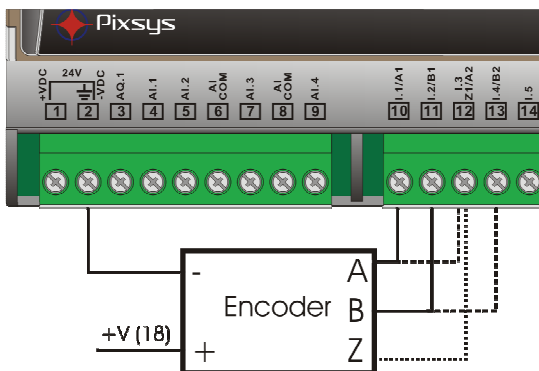 Pixsys
+VDC
24V
-VDC
AQ.1
AI.1
AI.2
AI
COM
AI.3
AI
COM
AI.4
I.1/A1
I.2/B1
I.3
Z1/A2
I.4/B2
I.5
1 2 3 4 5 6 7 8 9 10 11 12 13 14
- A
Encoder B
+V (18)
+ Z